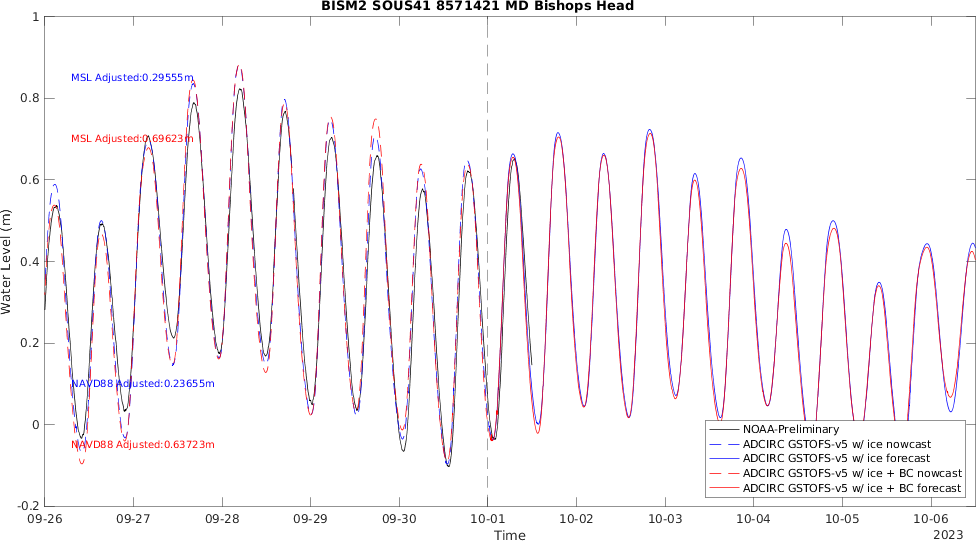 BISM2 SOUS41 8571421 MD Bishops Head
1
0.8
0.6
0.4
0.2
0
-0.2
Water Level (m)
MSL Adjusted:0.29555m
MSL Adjusted:0.69623m
NAVD88 Adjusted:0.23655m
NAVD88 Adjusted:0.63723m
NOAA-Preliminary
ADCIRC GSTOFS-v5 w/ ice nowcast
ADCIRC GSTOFS-v5 w/ ice forecast
ADCIRC GSTOFS-v5 w/ ice + BC nowcast
ADCIRC GSTOFS-v5 w/ ice + BC forecast
09-26 09-27 09-28 09-29 09-30 10-01 10-02 10-03 10-04 10-05 10-06
Time
2023